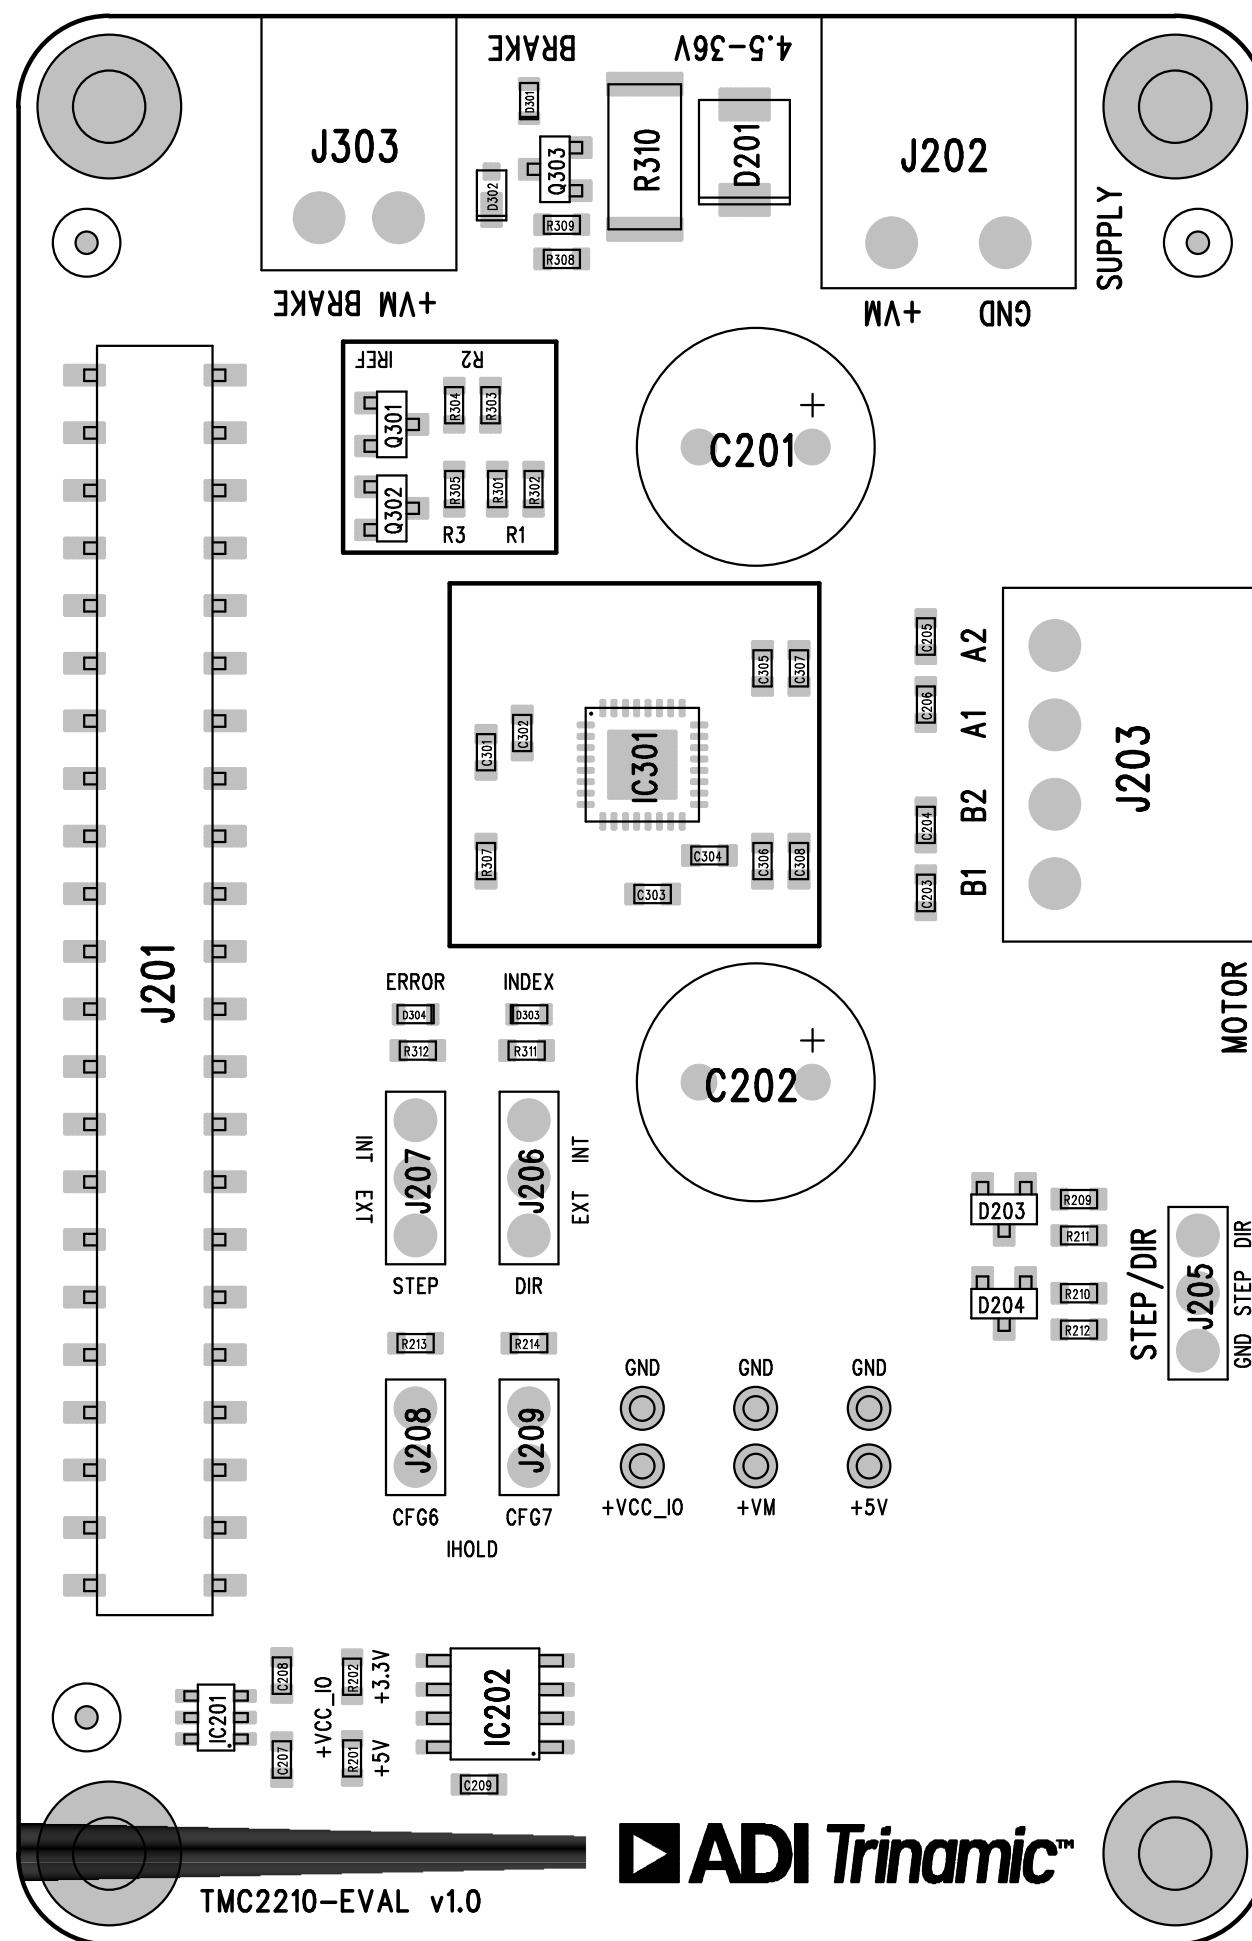 BRAKE
4.5-36V
D301
J303
Q303
R310
D201
J202
D302
R309
R308
SUPPLY
+VM BRAKE
+VM
GND
IREF
R2
Q301
R304
R303
C201
+
Q302
R305
R301
R302
R3
R1
C205
A2
C305
C307
C206
A1
C301
C302
IC301
J203
C204
B2
R307
C304
C306
C308
C303
C203
B1
J201
ERROR
INDEX
MOTOR
D304
D303
R312
R311
C202
+
INT
EXT
J207
J206
INT
EXT
D203
R209
R211
STEP/DIR
J205
DIR
STEP
GND
STEP
DIR
D204
R210
R212
R213
R214
GND
GND
GND
J208
J209
CFG6
CFG7
+VCC_IO
+VM
+5V
IHOLD
IC201
C208
+VCC_IO
R202
+3.3V
IC202
C207
R201
+5V
C209
ADI Trinamic™
TMC2210-EVAL v1.0